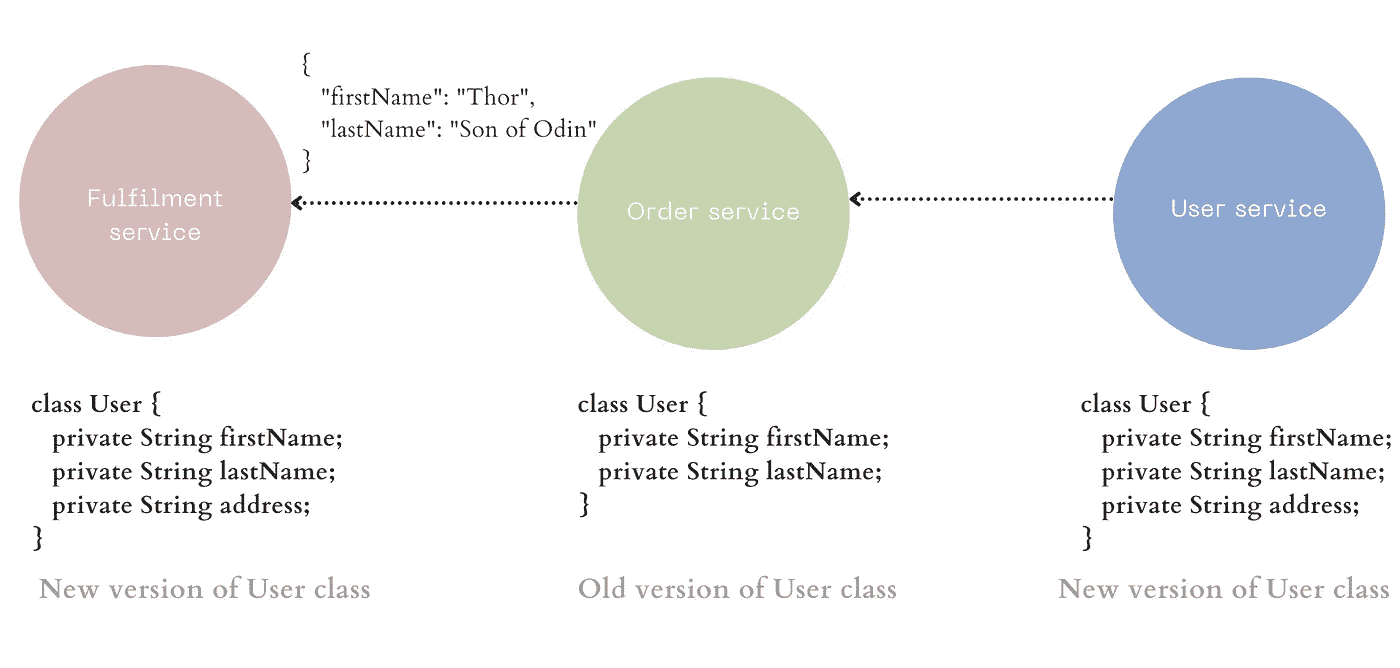 {
"firstName": "Thor",
"lastName": "Son of Odin"
}
Fulfilment
service
Order service
User service
class User {
private String firstName;
private String lastName;
private String address;
}
New version of User class
class User {
private String firstName;
private String lastName;
}
Old version of User class
class User {
private String firstName;
private String lastName;
private String address;
}
New version of User class